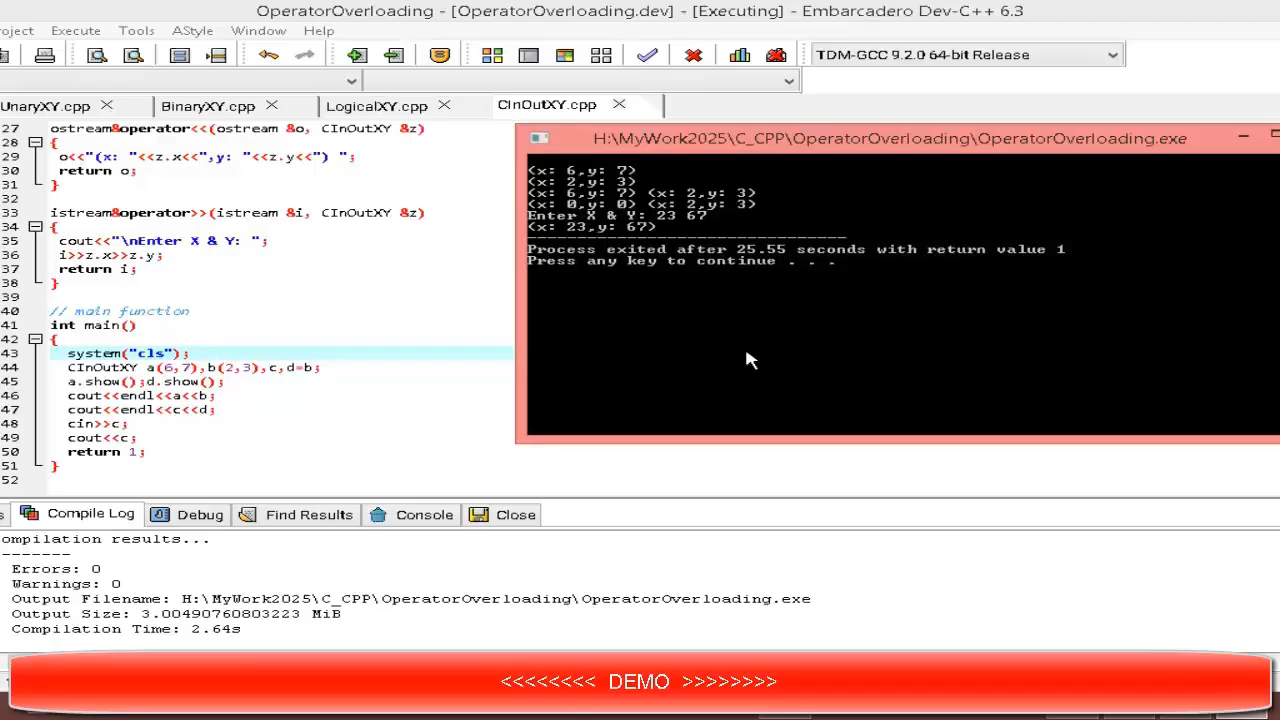 OperatorOverloading - [OperatorOverloading.dev] - [Executing] - Embarcadero Dev-C++ 6.3
roject Execute Tools AStyle Window Help
TDM-GCC 9.2.0 64-bit Release
UnaryXY.cpp BinaryXY.cpp LogicalXY.cpp CInOutXY.cpp
27 ostream&operator<<(ostream &o, CInOutXY &z)
28 {
29 o<<"(x: "<<z.x<<",y: "<<z.y<<") ";
30 return o;
31 }
32
33 istream&operator>>(istream &i, CInOutXY &z)
34 {
35 cout<<"\nEnter X & Y: ";
36 i>>z.x>>z.y;
37 return i;
38 }
39
40 // main function
41 int main()
42 {
43 system("cls");
44 CInOutXY a(6,7),b(2,3),c,d=b;
45 a.show();d.show();
46 cout<<endl<<a<<b;
47 cout<<endl<<c<<d;
48 cin>>c;
49 cout<<c;
50 return 1;
51 }
52
H:\MyWork2025\C_CPP\OperatorOverloading\OperatorOverloading.exe
(x: 6,y: 7)
(x: 2,y: 3)
(x: 6,y: 7) (x: 2,y: 3)
(x: 0,y: 0) (x: 2,y: 3)
Enter X & Y: 23 67
(x: 23,y: 67)
--------------------------------
Process exited after 25.55 seconds with return value 1
Press any key to continue . . .
s Compile Log Debug Find Results Console Close
ompilation results...
-------
Errors: 0
Warnings: 0
Output Filename: H:\MyWork2025\C_CPP\OperatorOverloading\OperatorOverloading.exe
Output Size: 3.00490760803223 MiB
Compilation Time: 2.64s
<<<<<<<< DEMO >>>>>>>>